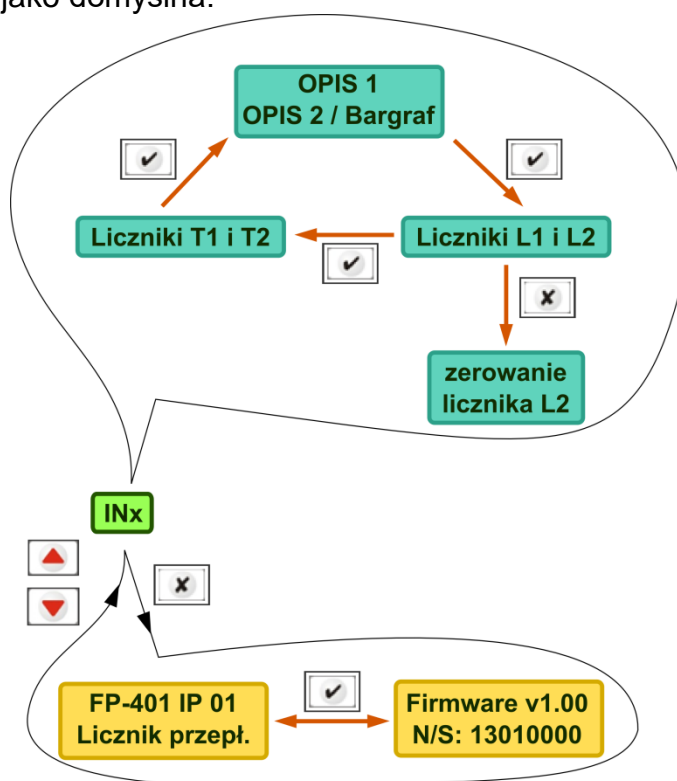 jako domyślna.
OPIS 1
OPIS 2 / Bargraf
Liczniki T1 i T2
Liczniki L1 i L2
zerowanie
licznika L2
INx
FP-401 IP 01
Licznik przepł.
Firmware v1.00
N/S: 13010000